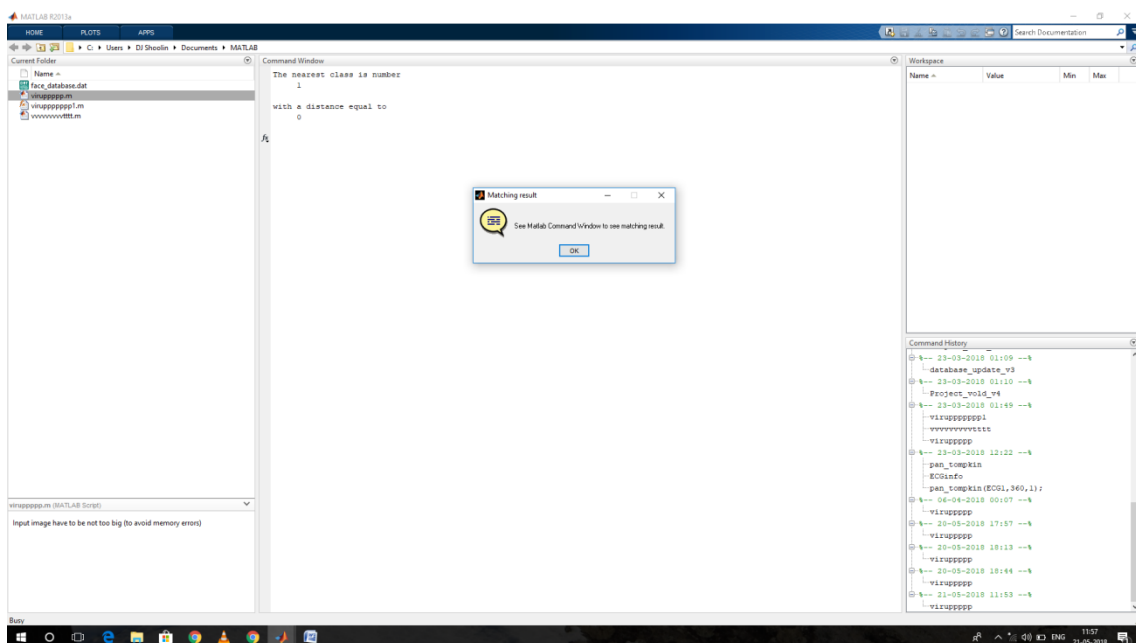 MATLAB R2013a
HOME PLOTS APPS
Search Documentation
C: Users DJ Shoolin Documents MATLAB
Current Folder
Name
face_database.dat
viruppppp.m
virupppppp1.m
vvvvvvvvtttt.m
Command Window
The nearest class is number
1
with a distance equal to
0
fx
Matching result
See Matlab Command Window to see matching result.
OK
Workspace
Name Value Min Max
Command History
%-- 23-03-2018 01:09 --%
database_update_v3
%-- 23-03-2018 01:10 --%
Project_vold_v4
%-- 23-03-2018 01:49 --%
%-- 23-03-2018 12:22 --%
pan_tompkin
ECGinfo
pan_tompkin(ECG1,360,1);
%-- 06-04-2018 00:07 --%
viruppppp
%-- 20-05-2018 17:57 --%
viruppppp
%-- 20-05-2018 18:13 --%
viruppppp
%-- 20-05-2018 18:44 --%
viruppppp
%-- 21-05-2018 11:53 --%
viruppppp
viruppppp.m (MATLAB Script)
Input image have to be not too big (to avoid memory errors)
Busy
ENG
11:57
21-05-2018